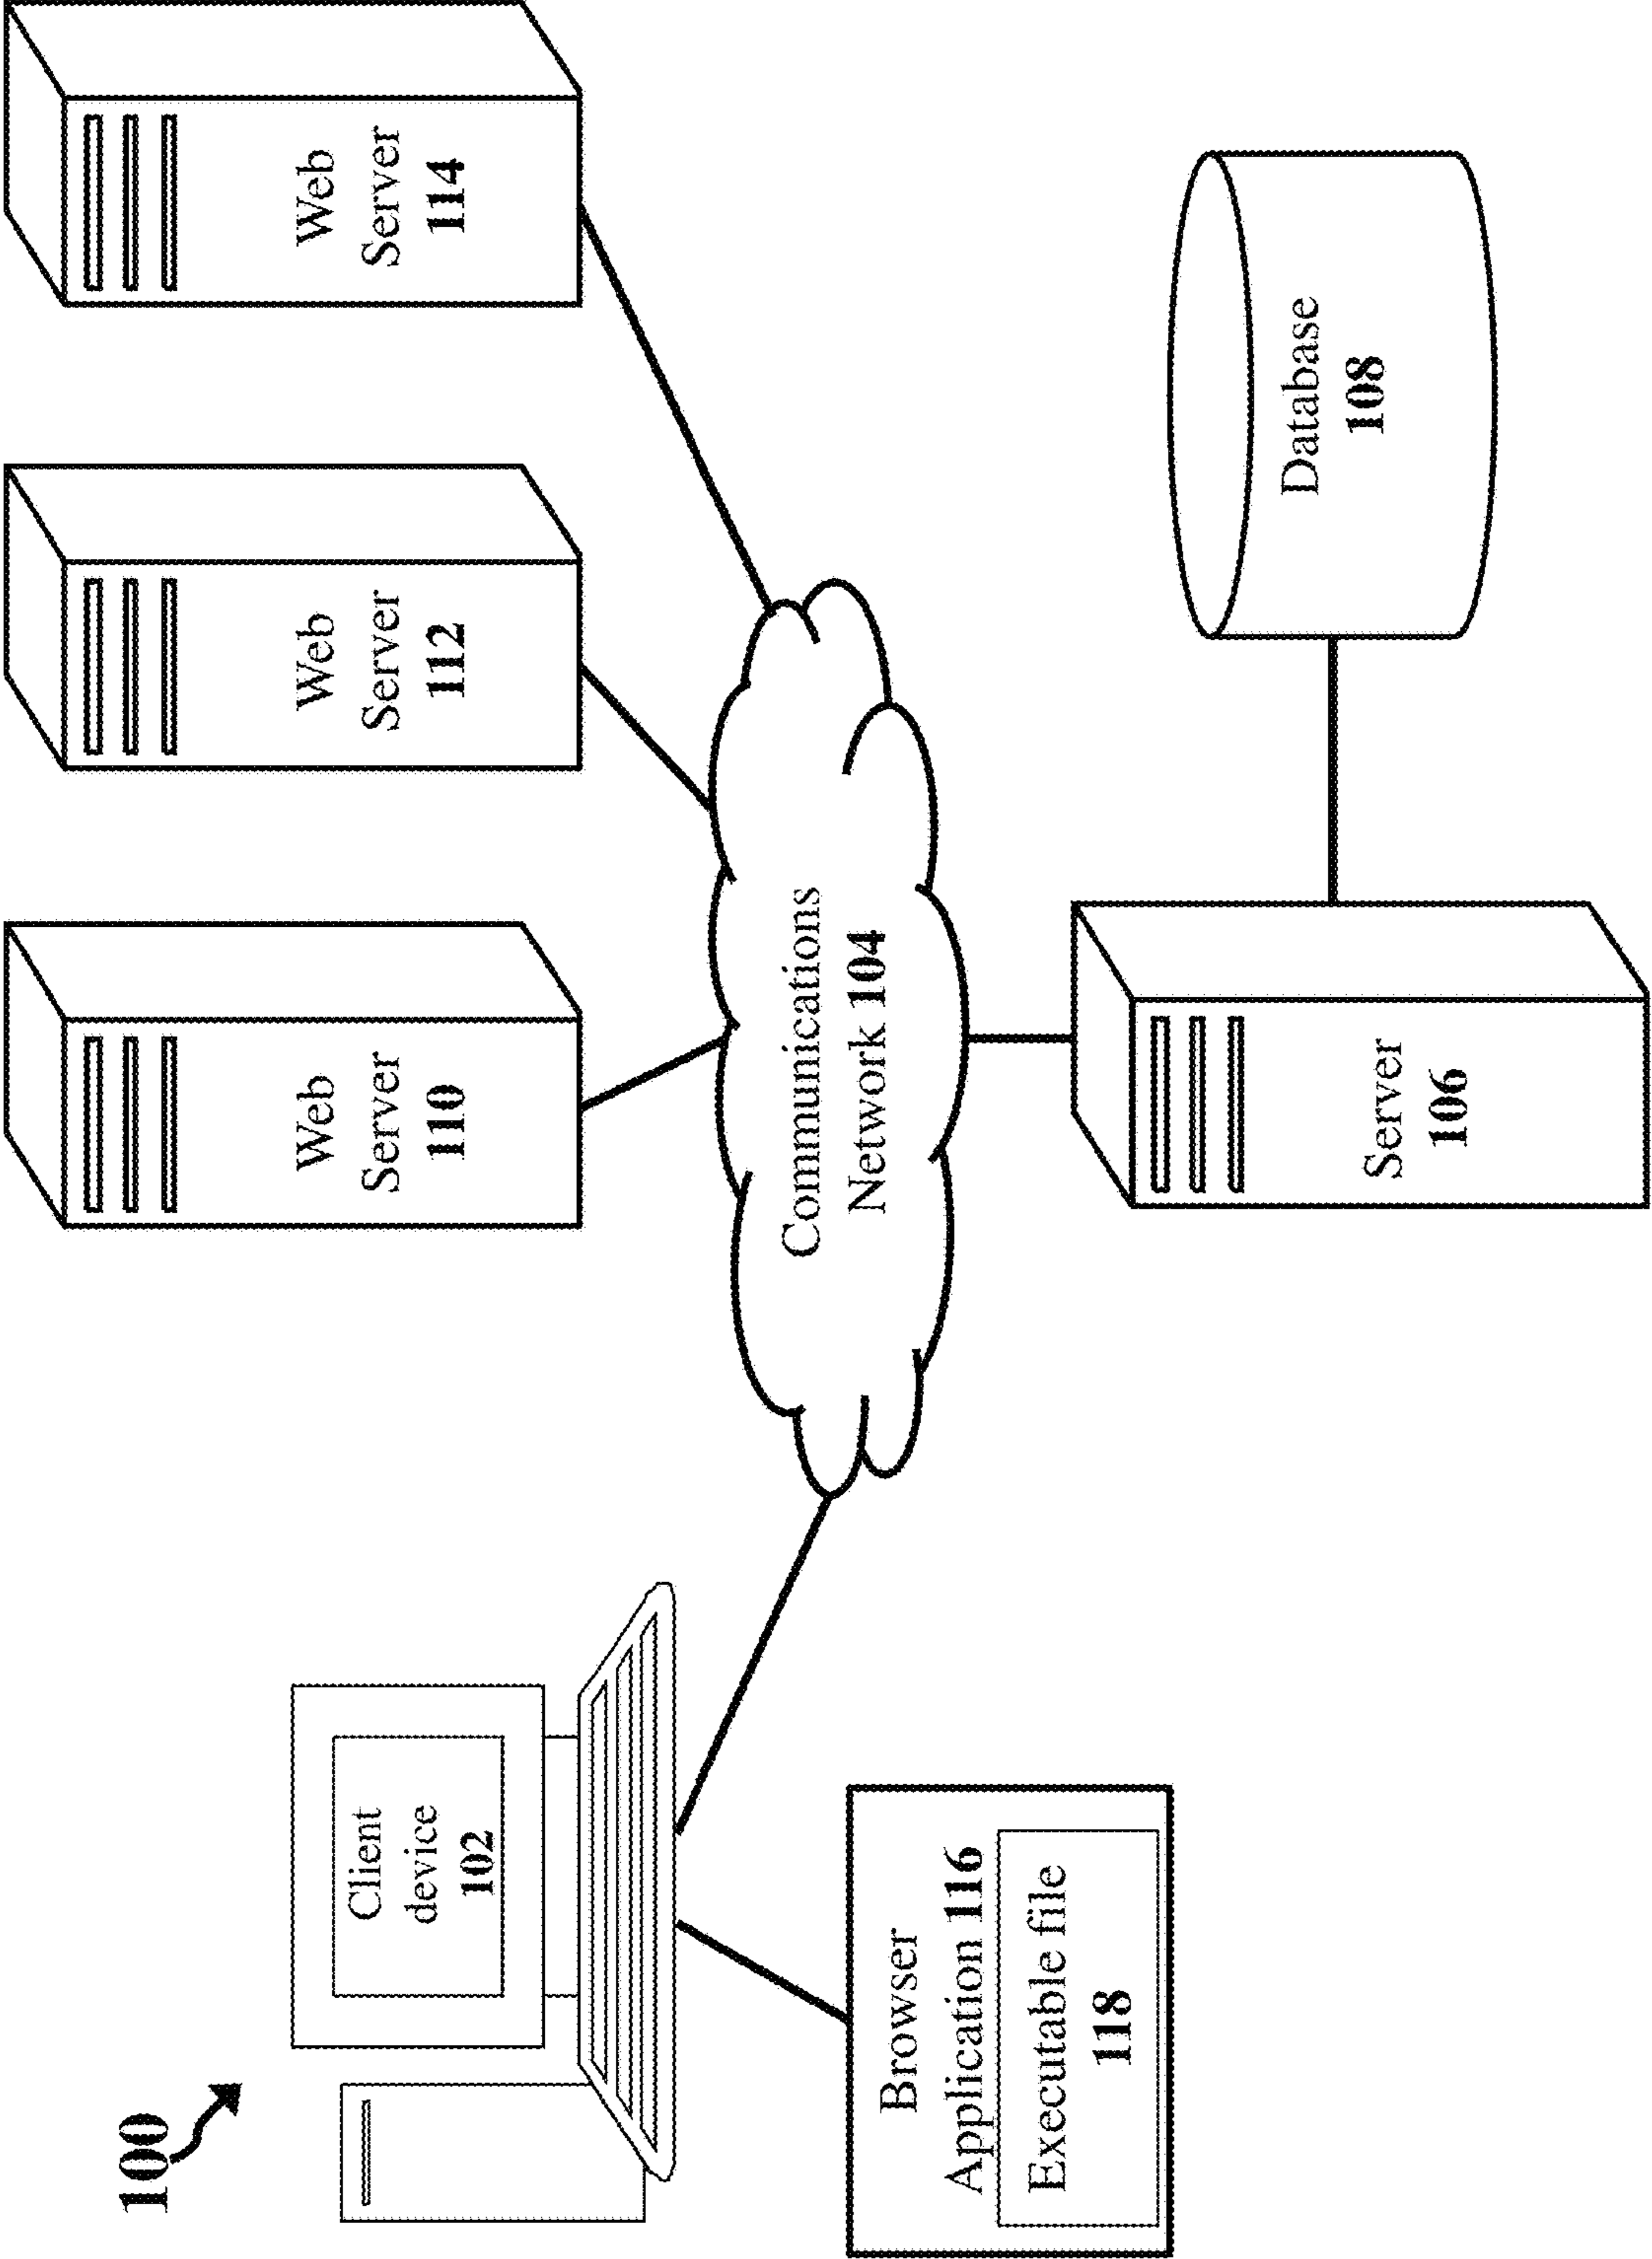 100
Client
device
102
Web
Server
110
Web
Server
112
Web
Server
114
Communications
Network 104
Browser
Application 116
Executable file
118
Server
106
Database
108